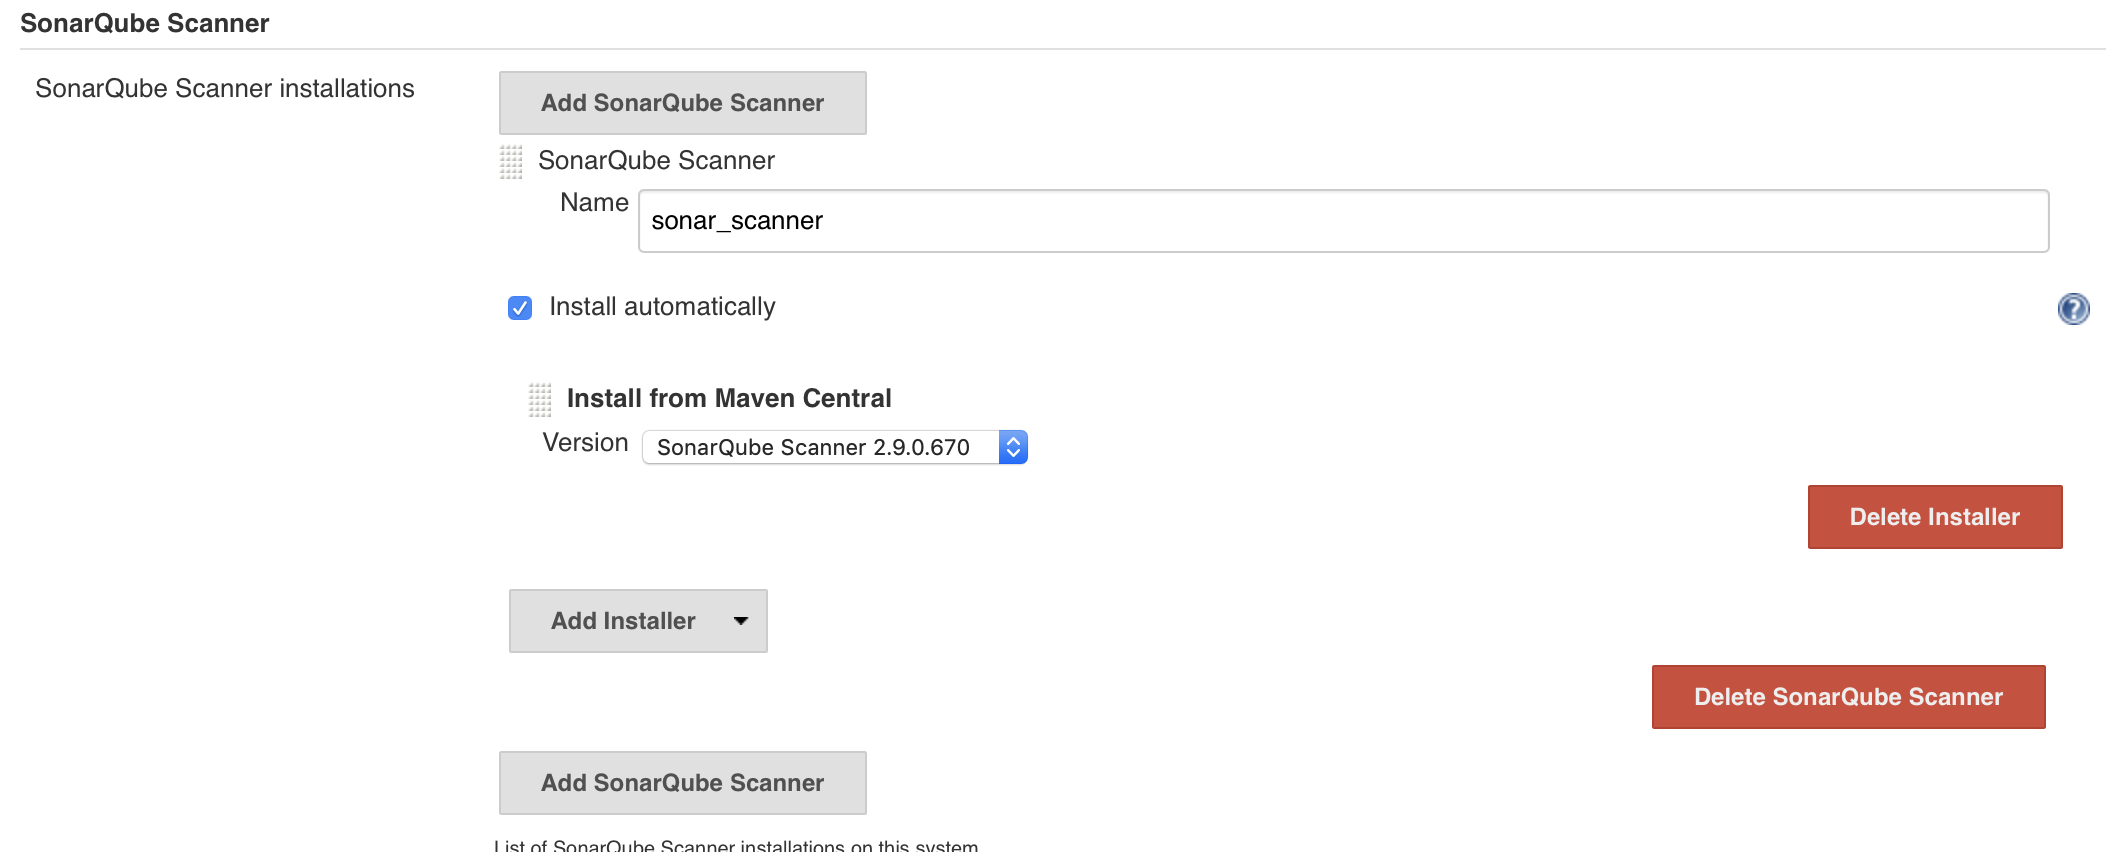 SonarQube Scanner
SonarQube Scanner installations
Add SonarQube Scanner
SonarQube Scanner
Name
sonar_scanner
Install automatically
Install from Maven Central
Version
SonarQube Scanner 2.9.0.670
Delete Installer
Add Installer
Delete SonarQube Scanner
Add SonarQube Scanner
List of SonarQube Scanner installations on this system